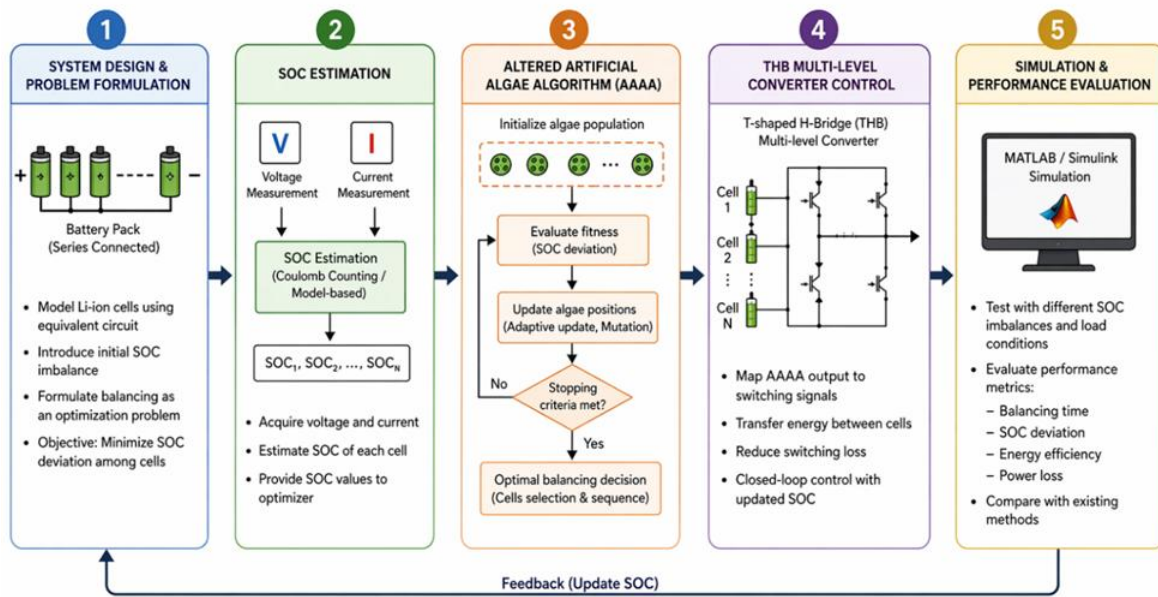 1
SYSTEM DESIGN &
PROBLEM FORMULATION
+
–
Battery Pack
(Series Connected)
• Model Li-ion cells using
equivalent circuit
• Introduce initial SOC
imbalance
• Formulate balancing as
an optimization problem
• Objective: Minimize SOC
deviation among cells
2
SOC ESTIMATION
V
I
Voltage
Measurement
Current
Measurement
SOC Estimation
(Coulomb Counting /
Model-based)
SOC₁, SOC₂, ..., SOC_N
• Acquire voltage and current
• Estimate SOC of each cell
• Provide SOC values to
optimizer
3
ALTERED ARTIFICIAL
ALGAE ALGORITHM (AAAA)
Initialize algae population
...
Evaluate fitness
(SOC deviation)
Update algae positions
(Adaptive update, Mutation)
No
Stopping
criteria met?
Yes
Optimal balancing decision
(Cells selection & sequence)
4
THB MULTI-LEVEL
CONVERTER CONTROL
T-shaped H-Bridge (THB)
Multi-level Converter
Cell
1
Cell
2
Cell
N
• Map AAAA output to
switching signals
• Transfer energy between cells
• Reduce switching loss
• Closed-loop control with
updated SOC
5
SIMULATION &
PERFORMANCE EVALUATION
MATLAB / Simulink
Simulation
• Test with different SOC
imbalances and load
conditions
• Evaluate performance
metrics:
– Balancing time
– SOC deviation
– Energy efficiency
– Power loss
• Compare with existing
methods
Feedback (Update SOC)